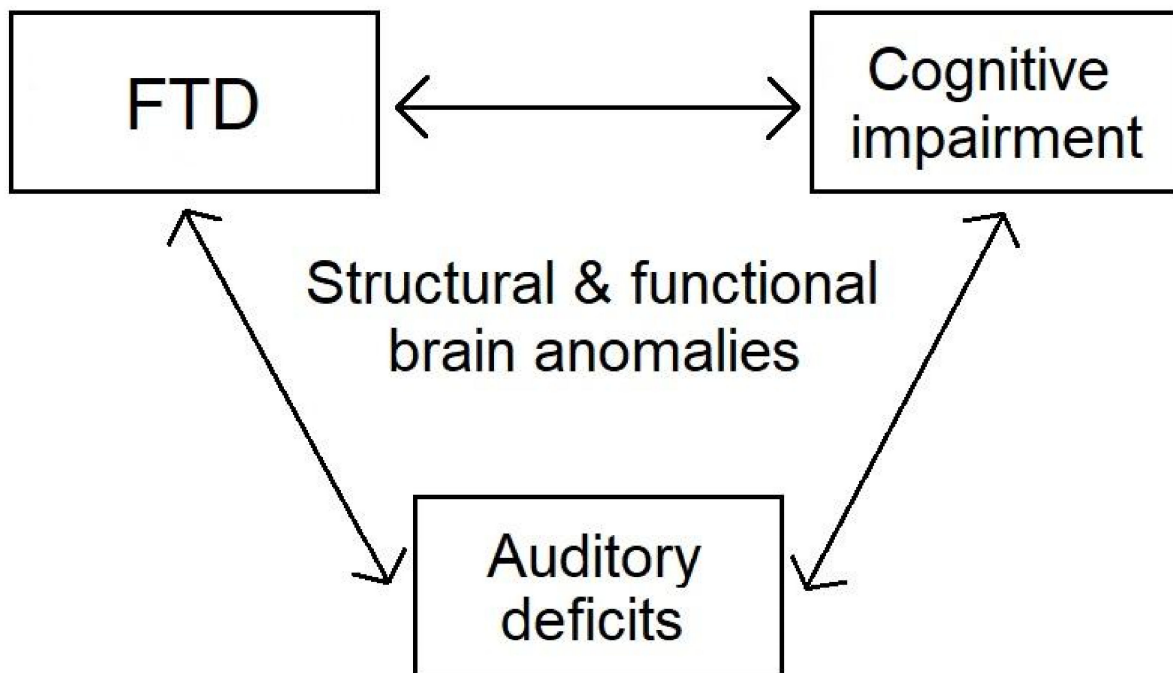 FTD
Cognitive
impairment
Structural & functional
brain anomalies
Auditory
deficits